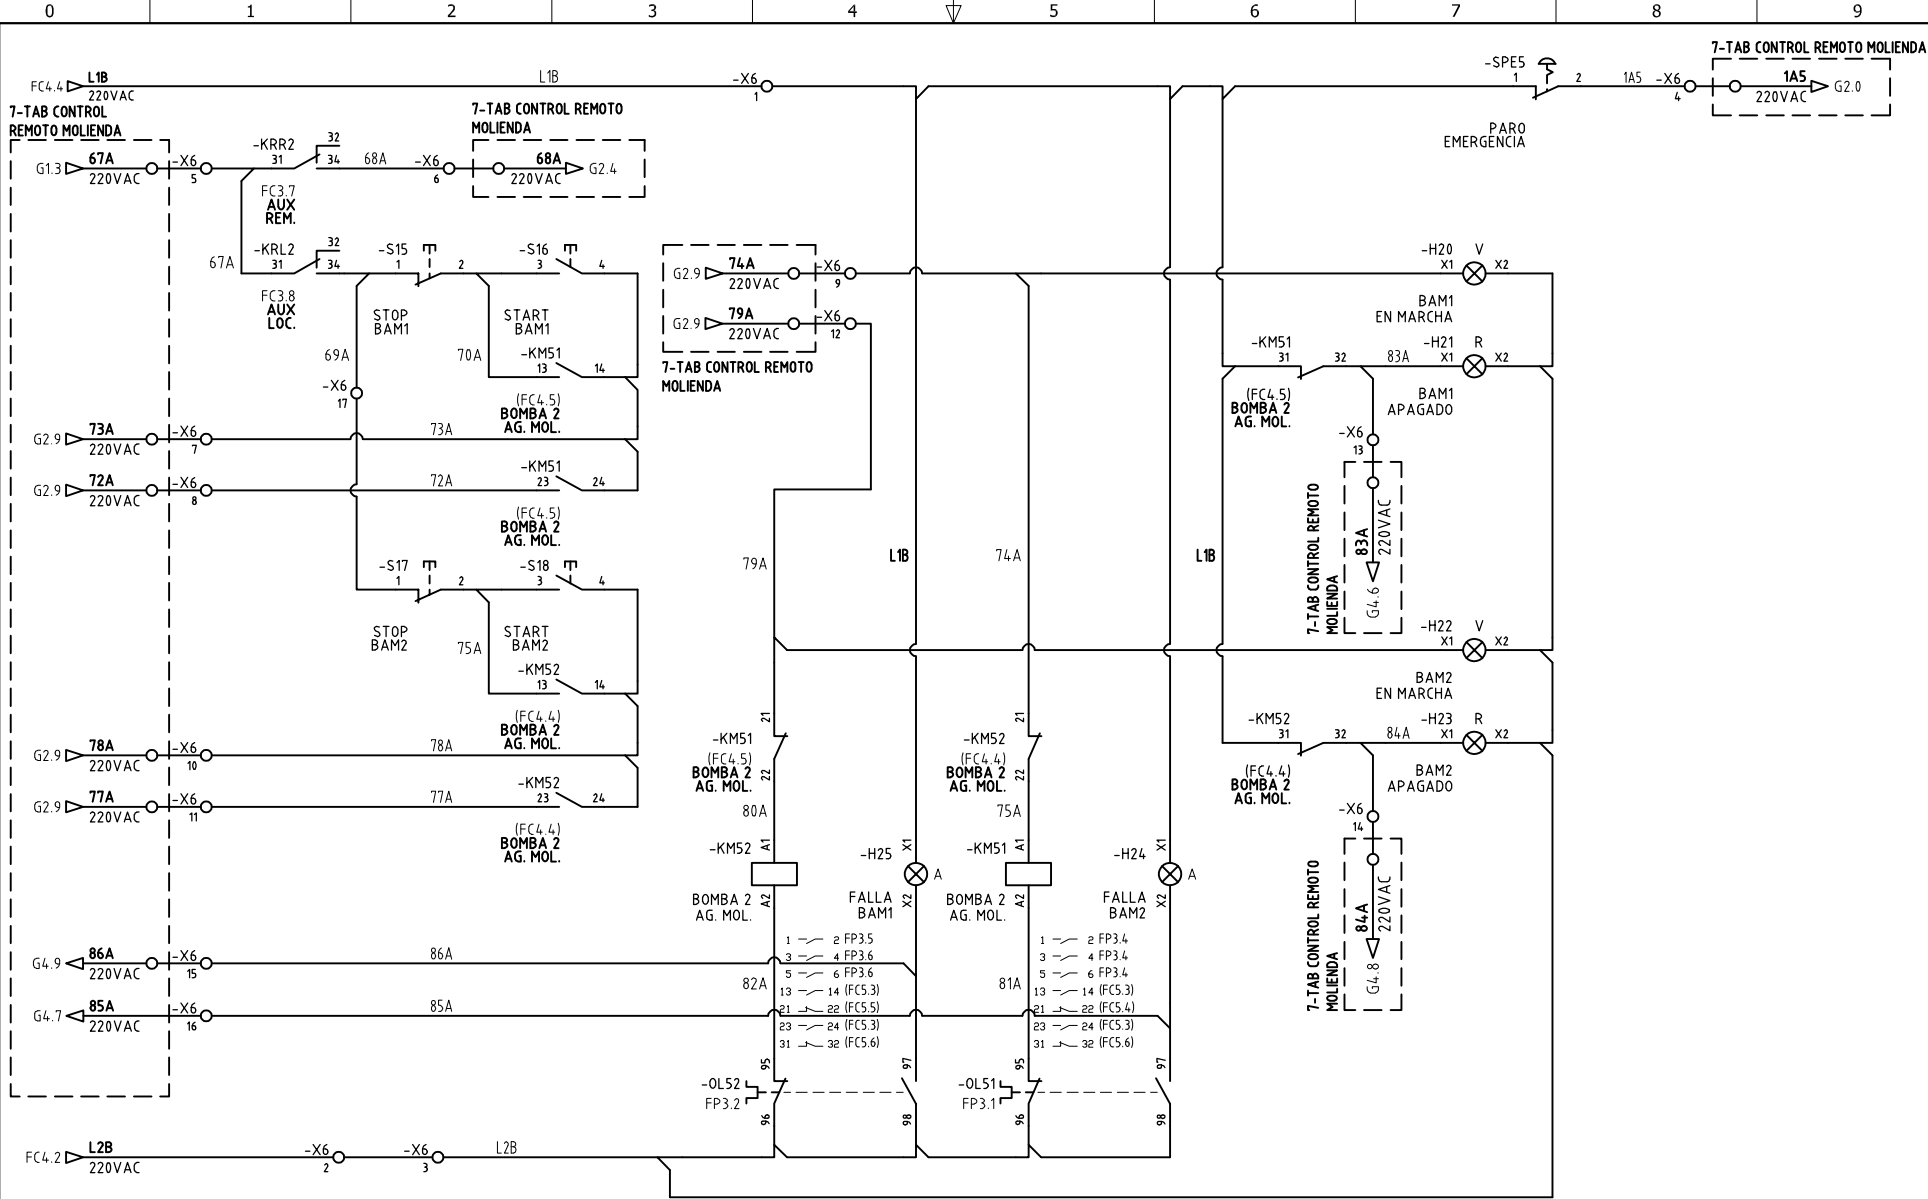 0 1 2 3 4 5 6 7 8 9
7-TAB CONTROL REMOTO MOLIENDA
FC4.4 L1B 220VAC
L1B
-X6 1
-SPE5 1 2
1A5
-X6 4
1A5 220VAC G2.0
PARO
EMERGENCIA
7-TAB CONTROL
REMOTO MOLIENDA
7-TAB CONTROL REMOTO
MOLIENDA
G1.3 67A 220VAC
-X6 5
-KRR2 31 32 34
68A
-X6 6
68A 220VAC G2.4
FC3.7
AUX
REM.
67A
-KRL2 31 32 34
FC3.8
AUX
LOC.
-S15 1 2
STOP
BAM1
-S16 3 4
START
BAM1
69A
70A
-KM51 13 14
(FC4.5)
BOMBA 2
AG. MOL.
-X6 17
G2.9 74A 220VAC
-X6 9
G2.9 79A 220VAC
-X6 12
7-TAB CONTROL REMOTO
MOLIENDA
-H20 V X1 X2
BAM1
EN MARCHA
-KM51 31 32
83A
-H21 R X1 X2
(FC4.5)
BOMBA 2
AG. MOL.
BAM1
APAGADO
-X6 13
7-TAB CONTROL REMOTO
MOLIENDA
83A 220VAC G4.6
G2.9 73A 220VAC
-X6 7
73A
G2.9 72A 220VAC
-X6 8
72A
-KM51 23 24
(FC4.5)
BOMBA 2
AG. MOL.
79A
L1B
74A
L1B
-S17 1 2
STOP
BAM2
-S18 3 4
START
BAM2
75A
-KM52 13 14
(FC4.4)
BOMBA 2
AG. MOL.
-H22 V X1 X2
BAM2
EN MARCHA
-KM52 31 32
84A
-H23 R X1 X2
(FC4.4)
BOMBA 2
AG. MOL.
BAM2
APAGADO
-X6 14
7-TAB CONTROL REMOTO
MOLIENDA
84A 220VAC G4.8
G2.9 78A 220VAC
-X6 10
78A
G2.9 77A 220VAC
-X6 11
77A
-KM52 23 24
(FC4.4)
BOMBA 2
AG. MOL.
21
-KM51
(FC4.5)
BOMBA 2
AG. MOL.
22
80A
21
-KM52
(FC4.4)
BOMBA 2
AG. MOL.
22
75A
-KM52 A1 A2
BOMBA 2
AG. MOL.
-H25 X1 X2 A
FALLA
BAM1
-KM51 A1 A2
BOMBA 2
AG. MOL.
-H24 X1 X2 A
FALLA
BAM2
1 2 FP3.5
3 4 FP3.6
5 6 FP3.6
13 14 (FC5.3)
21 22 (FC5.5)
23 24 (FC5.3)
31 32 (FC5.6)
1 2 FP3.4
3 4 FP3.4
5 6 FP3.4
13 14 (FC5.3)
21 22 (FC5.4)
23 24 (FC5.3)
31 32 (FC5.6)
G4.9 86A 220VAC
-X6 15
86A
82A
81A
G4.7 85A 220VAC
-X6 16
85A
-OL52
FP3.2
95 96 97 98
-OL51
FP3.1
95 96 97 98
FC4.2 L2B 220VAC
-X6 2
-X6 3
L2B